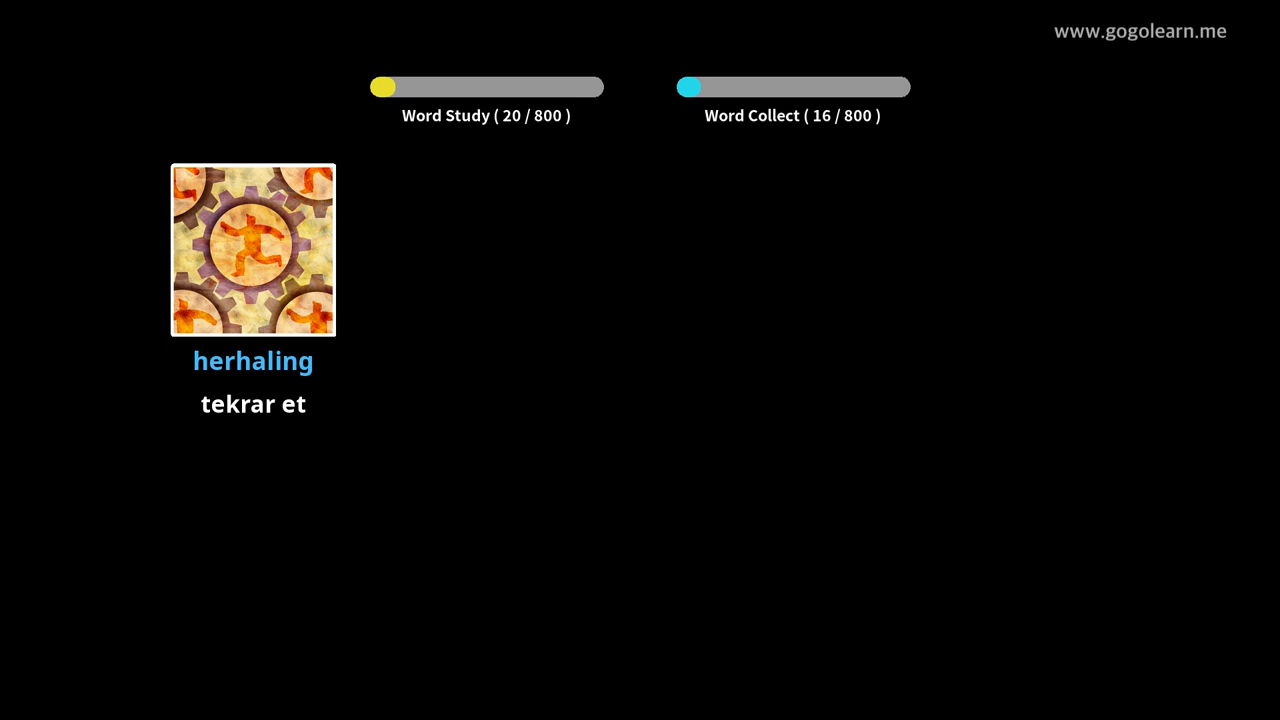 www.gogolearn.me
Word Study ( 20 / 800 )
Word Collect ( 16 / 800 )
herhaling
tekrar et